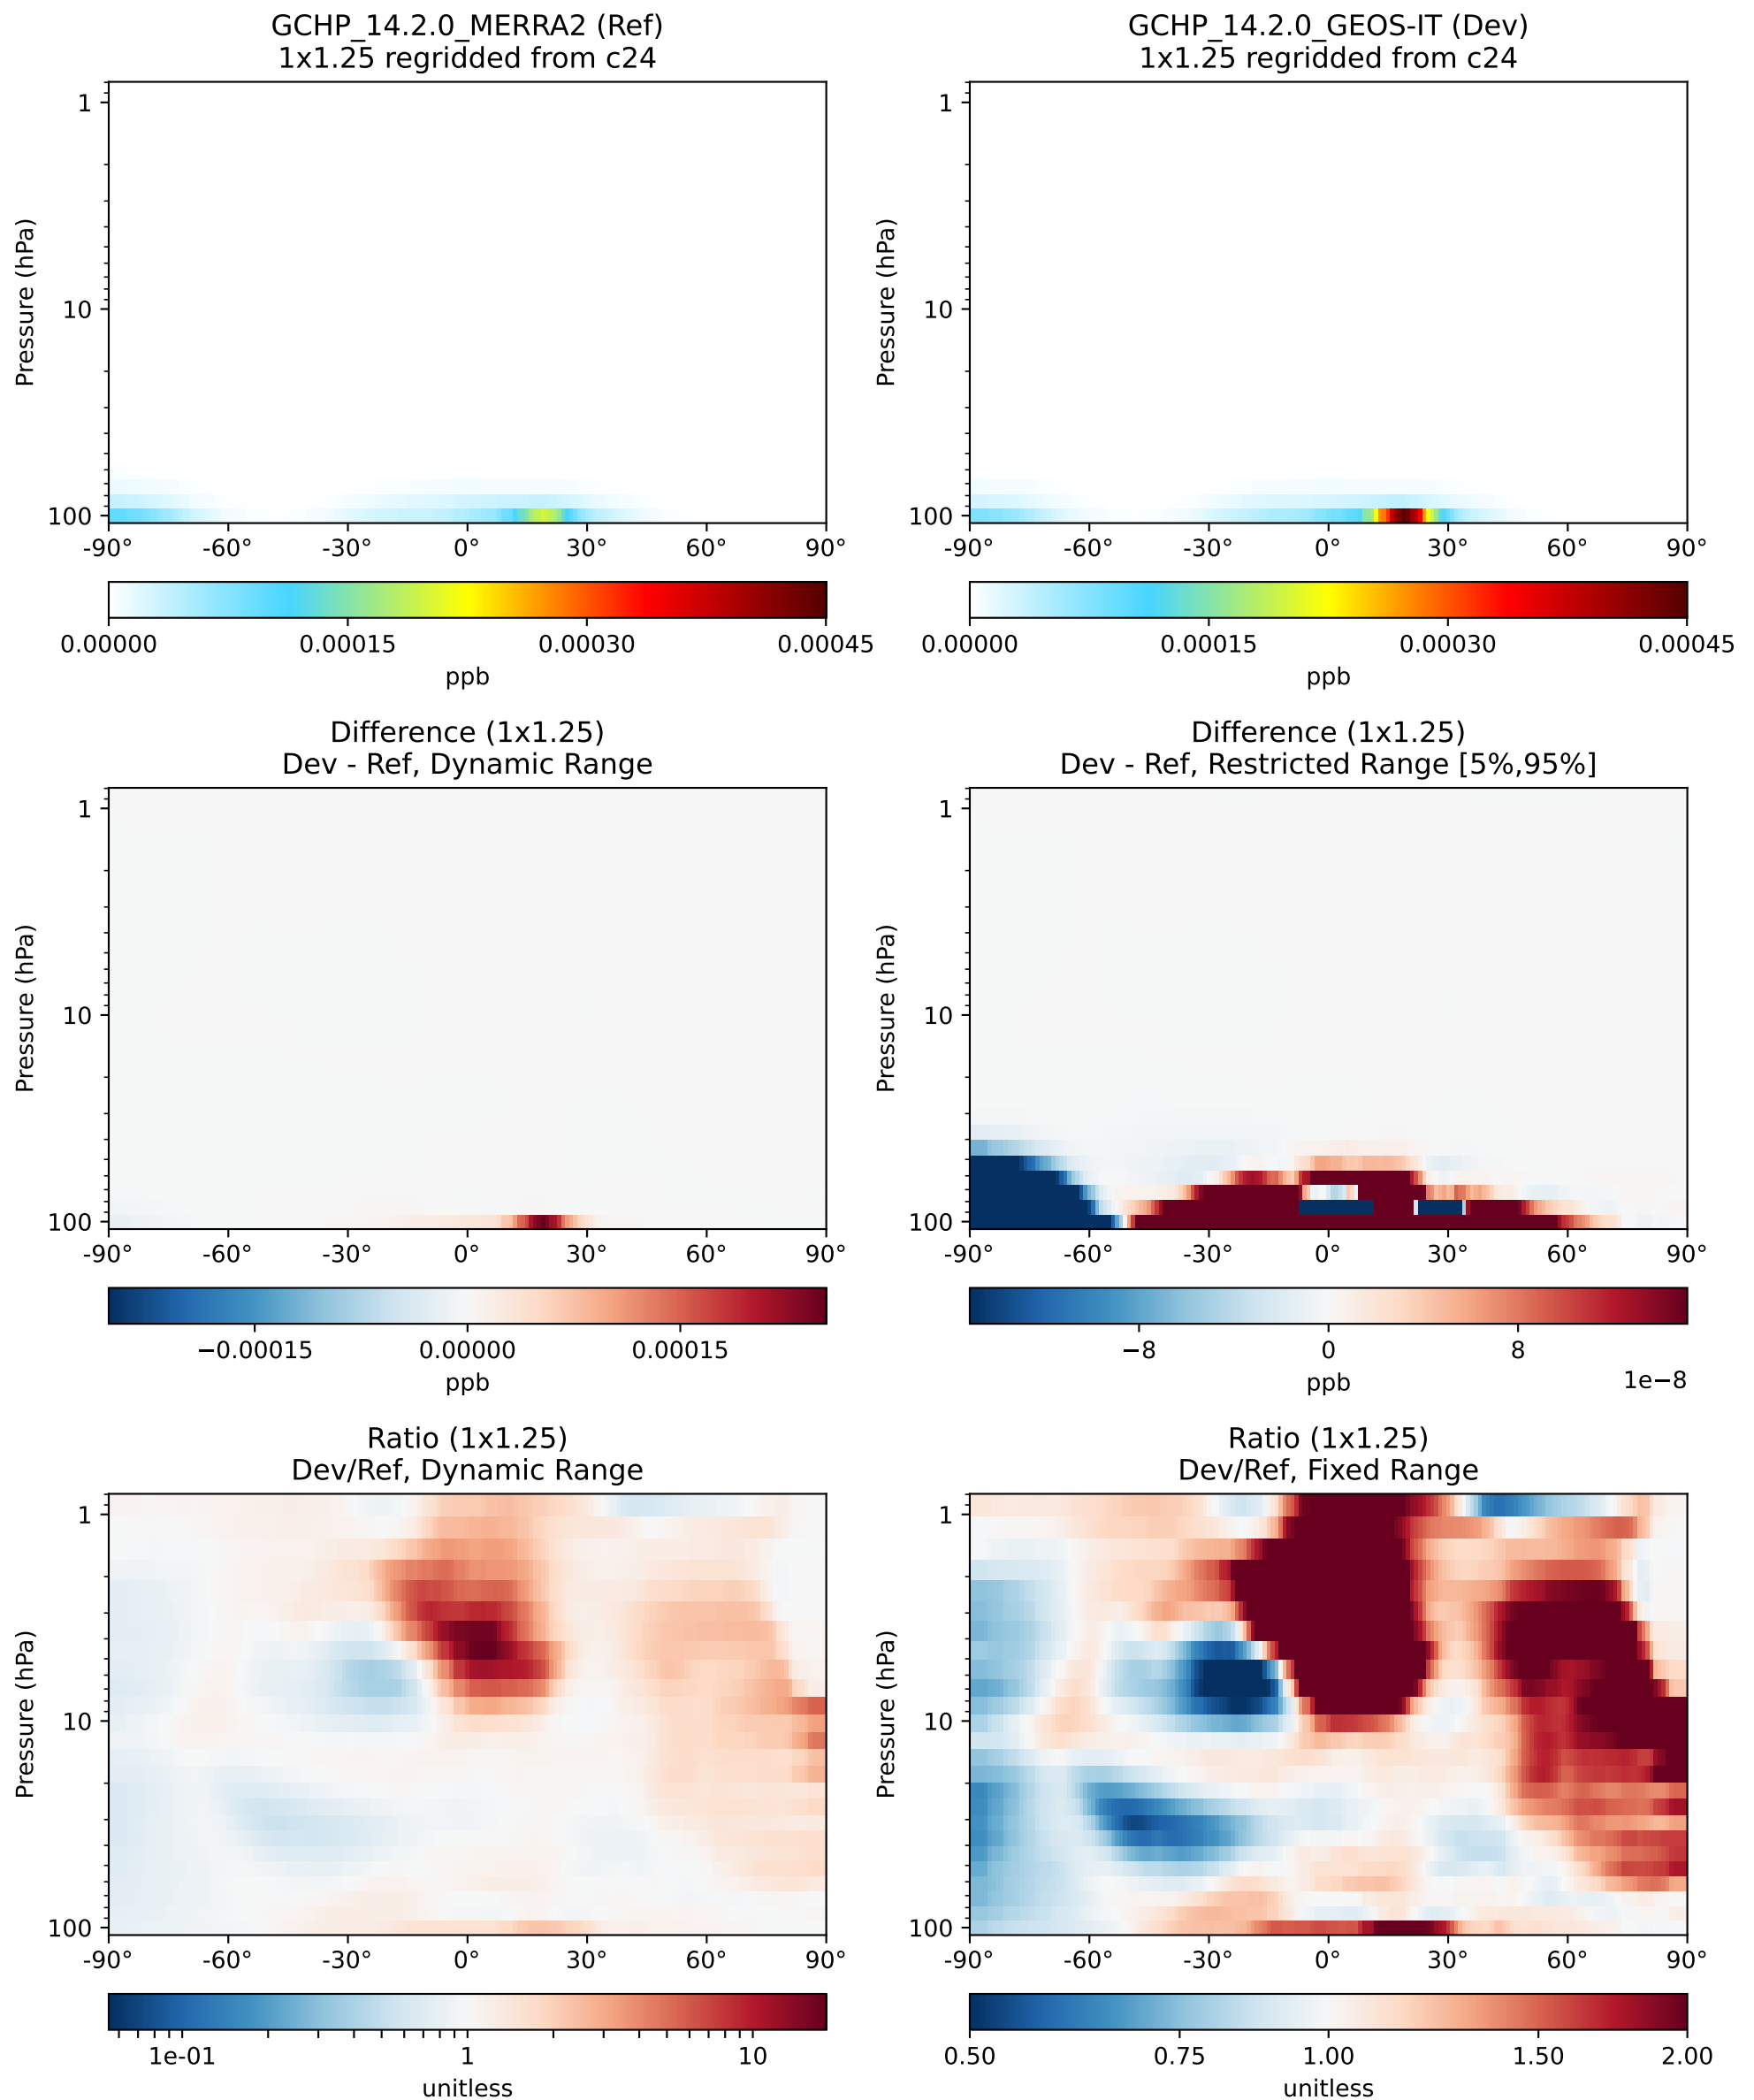 GCHP_14.2.0_MERRA2 (Ref)
1x1.25 regridded from c24
GCHP_14.2.0_GEOS-IT (Dev)
1x1.25 regridded from c24
Pressure (hPa)
1
10
100
-90° -60° -30° 0° 30° 60° 90°
0.00000 0.00015 0.00030 0.00045
ppb
Pressure (hPa)
1
10
100
-90° -60° -30° 0° 30° 60° 90°
0.00000 0.00015 0.00030 0.00045
ppb
Difference (1x1.25)
Dev - Ref, Dynamic Range
Difference (1x1.25)
Dev - Ref, Restricted Range [5%,95%]
Pressure (hPa)
1
10
100
-90° -60° -30° 0° 30° 60° 90°
−0.00015 0.00000 0.00015
ppb
Pressure (hPa)
1
10
100
-90° -60° -30° 0° 30° 60° 90°
−8 0 8
ppb
1e−8
Ratio (1x1.25)
Dev/Ref, Dynamic Range
Ratio (1x1.25)
Dev/Ref, Fixed Range
Pressure (hPa)
1
10
100
-90° -60° -30° 0° 30° 60° 90°
1e-01 1 10
unitless
Pressure (hPa)
1
10
100
-90° -60° -30° 0° 30° 60° 90°
0.50 0.75 1.00 1.50 2.00
unitless